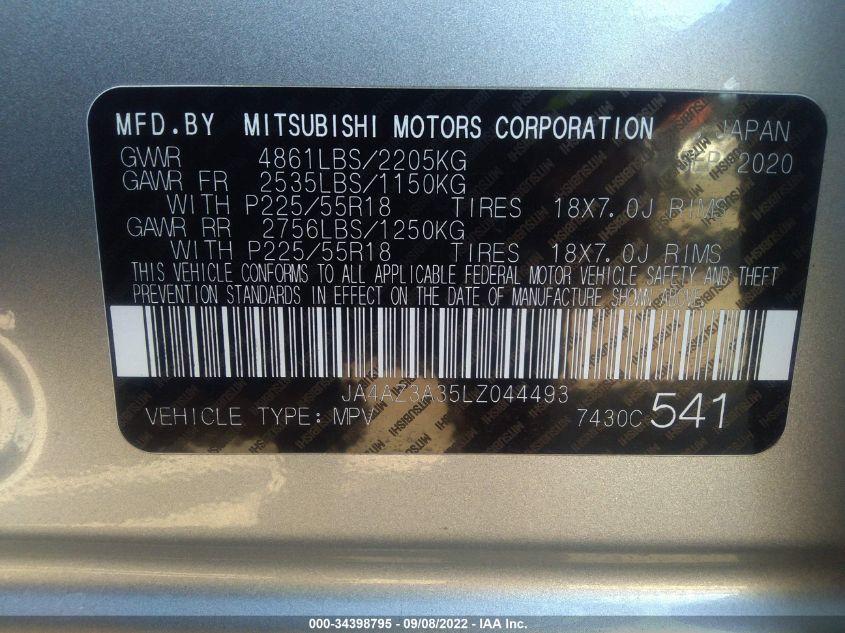 MFD.BY MITSUBISHI MOTORS CORPORATION JAPAN
GVWR 4861LBS/2205KG SEP 2020
GAWR FR 2535LBS/1150KG
WITH P225/55R18 TIRES 18X7.0J RIMS
GAWR RR 2756LBS/1250KG
WITH P225/55R18 TIRES 18X7.0J RIMS
THIS VEHICLE CONFORMS TO ALL APPLICABLE FEDERAL MOTOR VEHICLE SAFETY AND THEFT
PREVENTION STANDARDS IN EFFECT ON THE DATE OF MANUFACTURE SHOWN ABOVE.
JA4AZ3A35LZ044493
VEHICLE TYPE: MPV 7430C 541
000-34398795 - 09/08/2022 - IAA Inc.